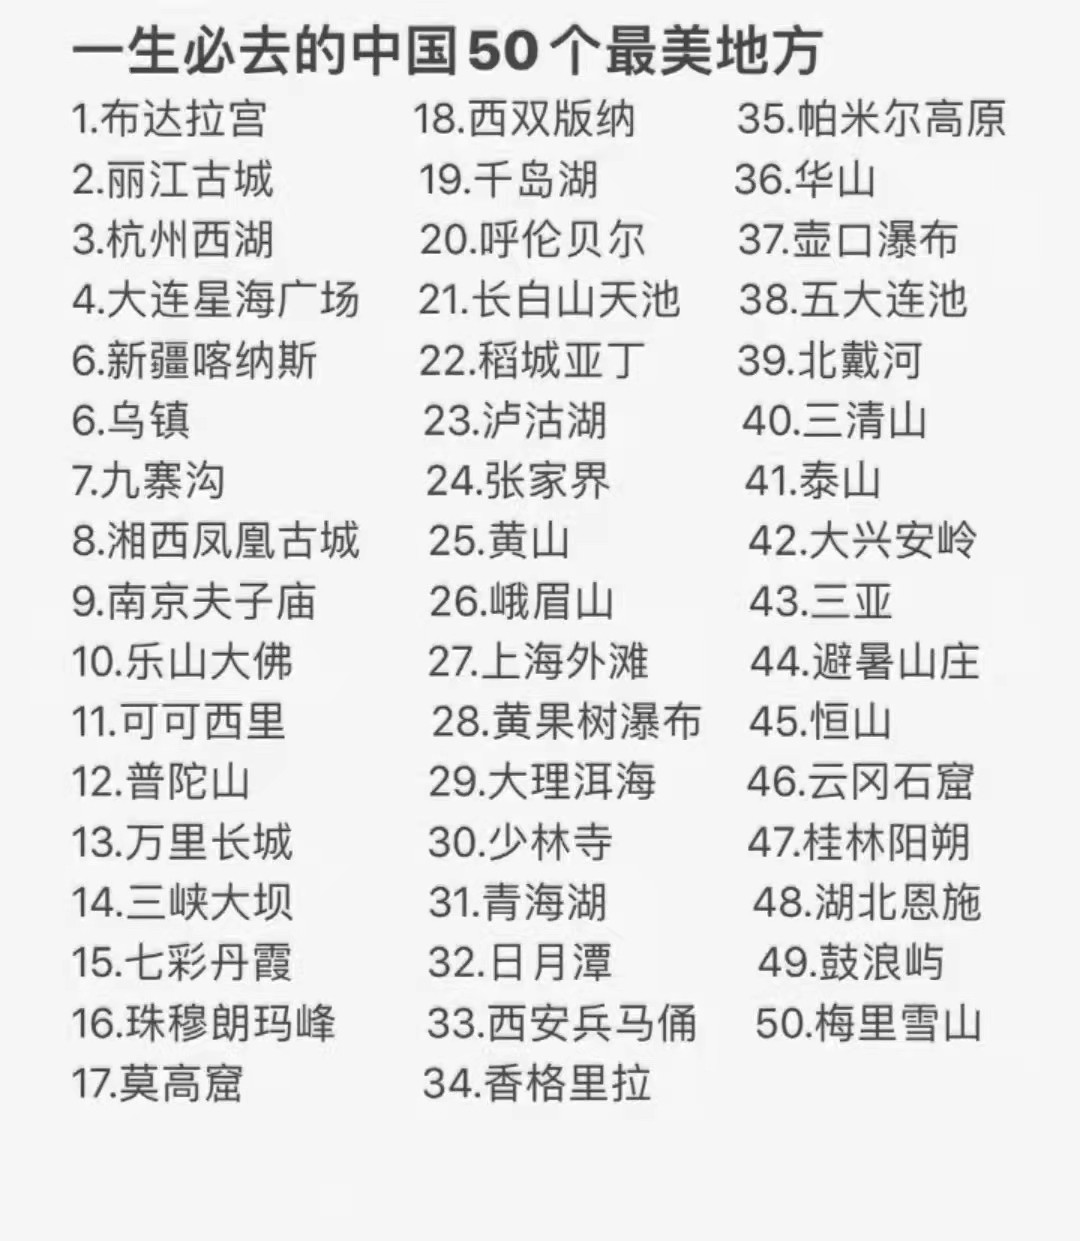 一生必去的中国50个最美地方
1.布达拉宫
2.丽江古城
3.杭州西湖
4.大连星海广场
6.新疆喀纳斯
6.乌镇
7.九寨沟
8.湘西凤凰古城
9.南京夫子庙
10.乐山大佛
11.可可西里
12.普陀山
13.万里长城
14.三峡大坝
15.七彩丹霞
16.珠穆朗玛峰
17.莫高窟
18.西双版纳
19.千岛湖
20.呼伦贝尔
21.长白山天池
22.稻城亚丁
23.泸沽湖
24.张家界
25.黄山
26.峨眉山
27.上海外滩
28.黄果树瀑布
29.大理洱海
30.少林寺
31.青海湖
32.日月潭
33.西安兵马俑
34.香格里拉
35.帕米尔高原
36.华山
37.壶口瀑布
38.五大连池
39.北戴河
40.三清山
41.泰山
42.大兴安岭
43.三亚
44.避暑山庄
45.恒山
46.云冈石窟
47.桂林阳朔
48.湖北恩施
49.鼓浪屿
50.梅里雪山